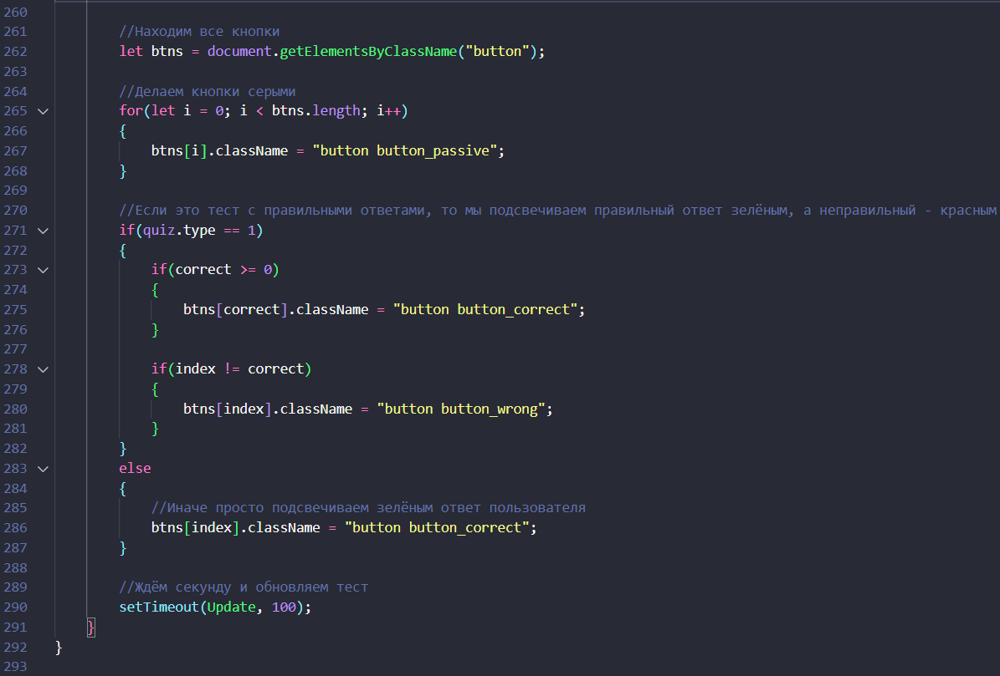 260
261 //Находим все кнопки
262 let btns = document.getElementsByClassName("button");
263
264 //Делаем кнопки серыми
265 for(let i = 0; i < btns.length; i++)
266 {
267 btns[i].className = "button button_passive";
268 }
269
270 //Если это тест с правильными ответами, то мы подсвечиваем правильный ответ зелёным, а неправильный - красным
271 if(quiz.type == 1)
272 {
273 if(correct >= 0)
274 {
275 btns[correct].className = "button button_correct";
276 }
277
278 if(index != correct)
279 {
280 btns[index].className = "button button_wrong";
281 }
282 }
283 else
284 {
285 //Иначе просто подсвечиваем зелёным ответ пользователя
286 btns[index].className = "button button_correct";
287 }
288
289 //Ждём секунду и обновляем тест
290 setTimeout(Update, 100);
291 }
292 }
293